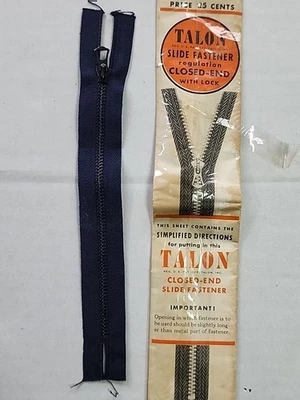 PRICE 25 CENTS
TALON
SLIDE FASTENER
regulation
CLOSED-END
WITH LOCK
THIS SHEET CONTAINS THE
SIMPLIFIED DIRECTIONS
for putting in this
TALON
REG. U.S. PAT.
CLOSED-END
SLIDE FASTENER
IMPORTANT!
Opening in which fastener is to
be used should be slightly long-
er than metal part of fastener.